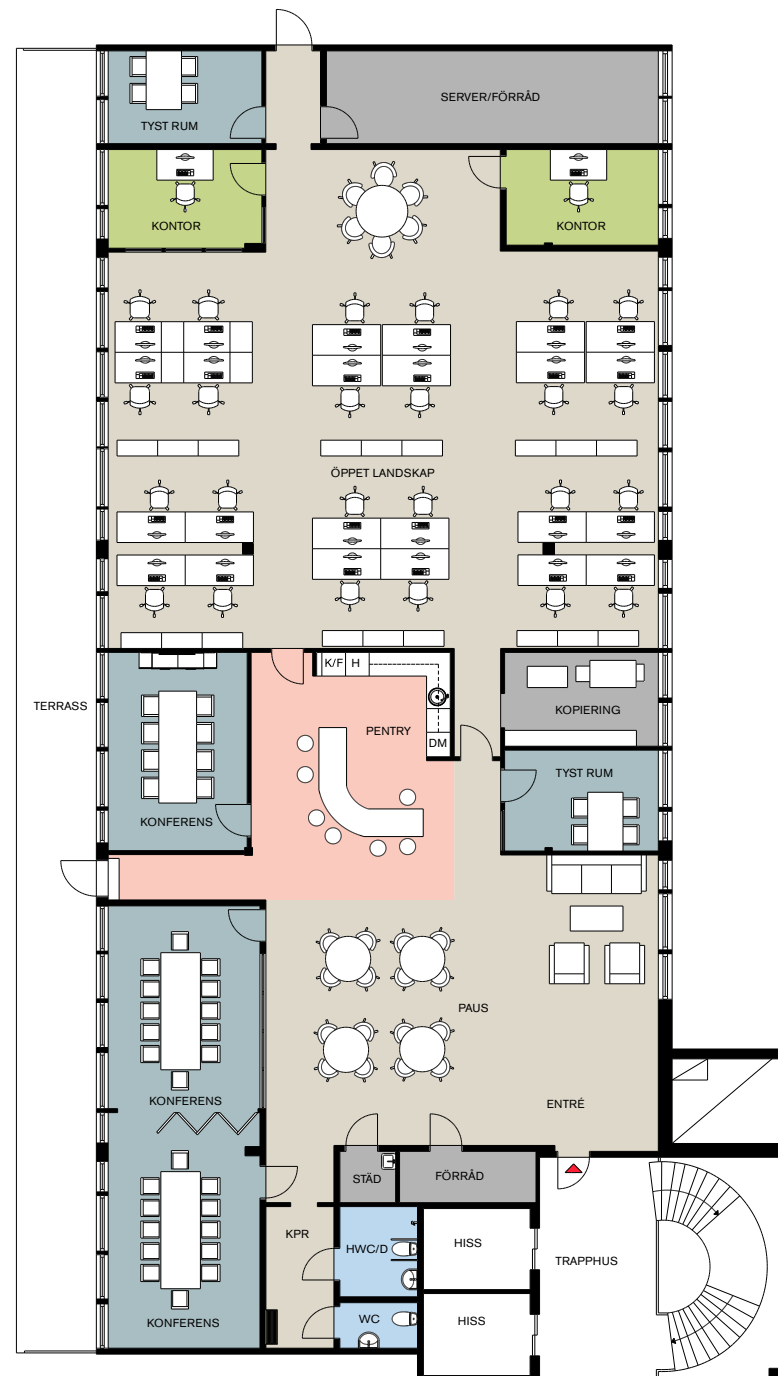 SERVER/FÖRRÅD
TYST RUM
KONTOR
KONTOR
ÖPPET LANDSKAP
K/F H
TERRASS
KOPIERING
PENTRY
DM
TYST RUM
KONFERENS
PAUS
KONFERENS
ENTRÉ
STÄD
FÖRRÅD
KPR
HWC/D
HISS
TRAPPHUS
WC
HISS
KONFERENS